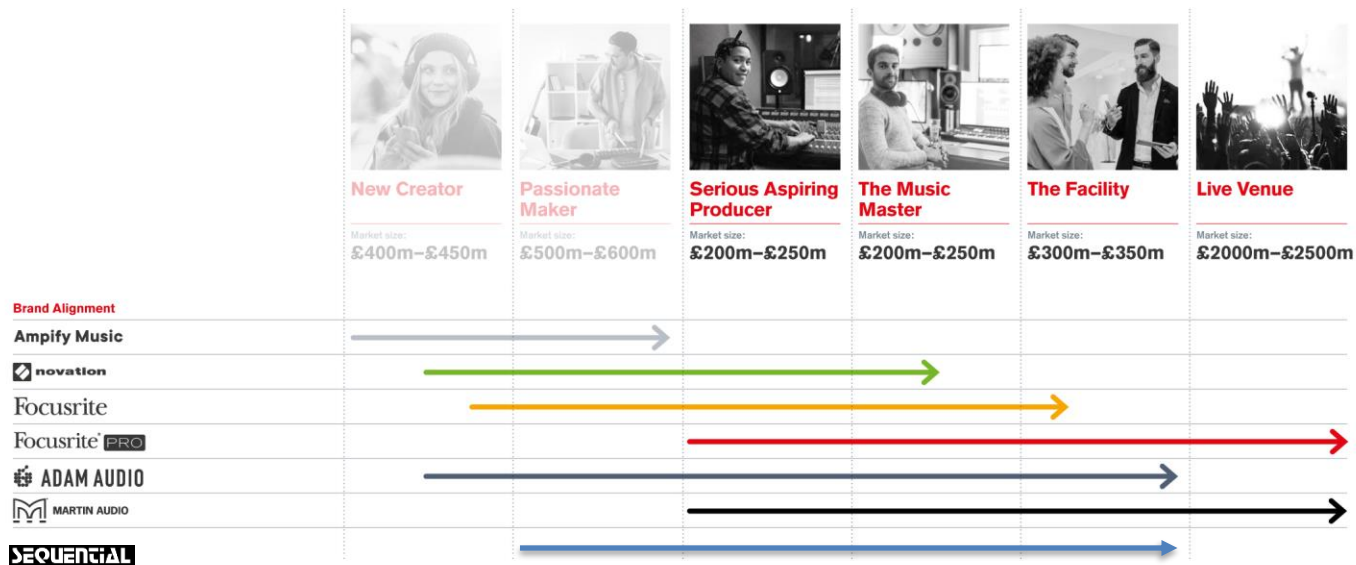 New Creator
Passionate
Maker
Serious Aspiring
Producer
The Music
Master
The Facility
Live Venue
Market size:
£400m–£450m
Market size:
£500m–£600m
Market size:
£200m–£250m
Market size:
£200m–£250m
Market size:
£300m–£350m
Market size:
£2000m–£2500m
Brand Alignment
Ampify Music
novation
Focusrite
Focusrite PRO
ADAM AUDIO
MARTIN AUDIO
SEQUENTiAL